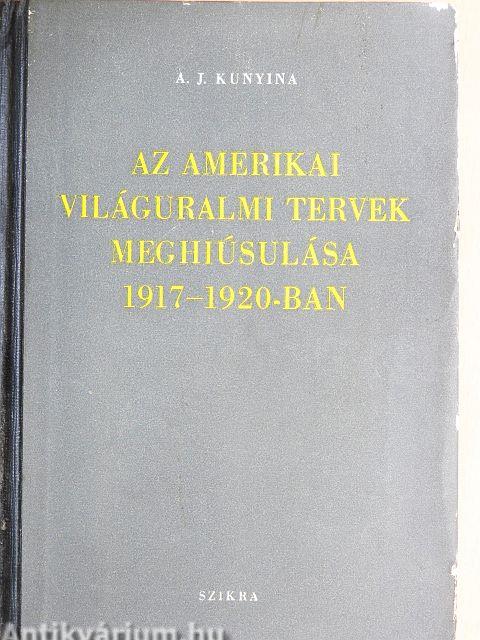 A. J. KUNYINA
AZ AMERIKAI
VILÁGURALMI TERVEK
MEGHIÚSULÁSA
1917–1920-BAN
SZIKRA
Antikvárium.hu